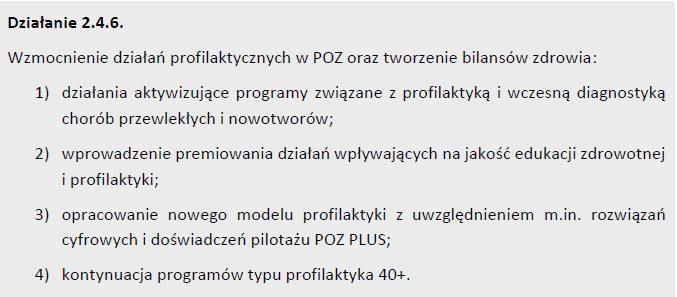 Działanie 2.4.6.
Wzmocnienie działań profilaktycznych w POZ oraz tworzenie bilansów zdrowia:
1) działania aktywizujące programy związane z profilaktyką i wczesną diagnostyką
chorób przewlekłych i nowotworów;
2) wprowadzenie premiowania działań wpływających na jakość edukacji zdrowotnej
i profilaktyki;
3) opracowanie nowego modelu profilaktyki z uwzględnieniem m.in. rozwiązań
cyfrowych i doświadczeń pilotażu POZ PLUS;
4) kontynuacja programów typu profilaktyka 40+.